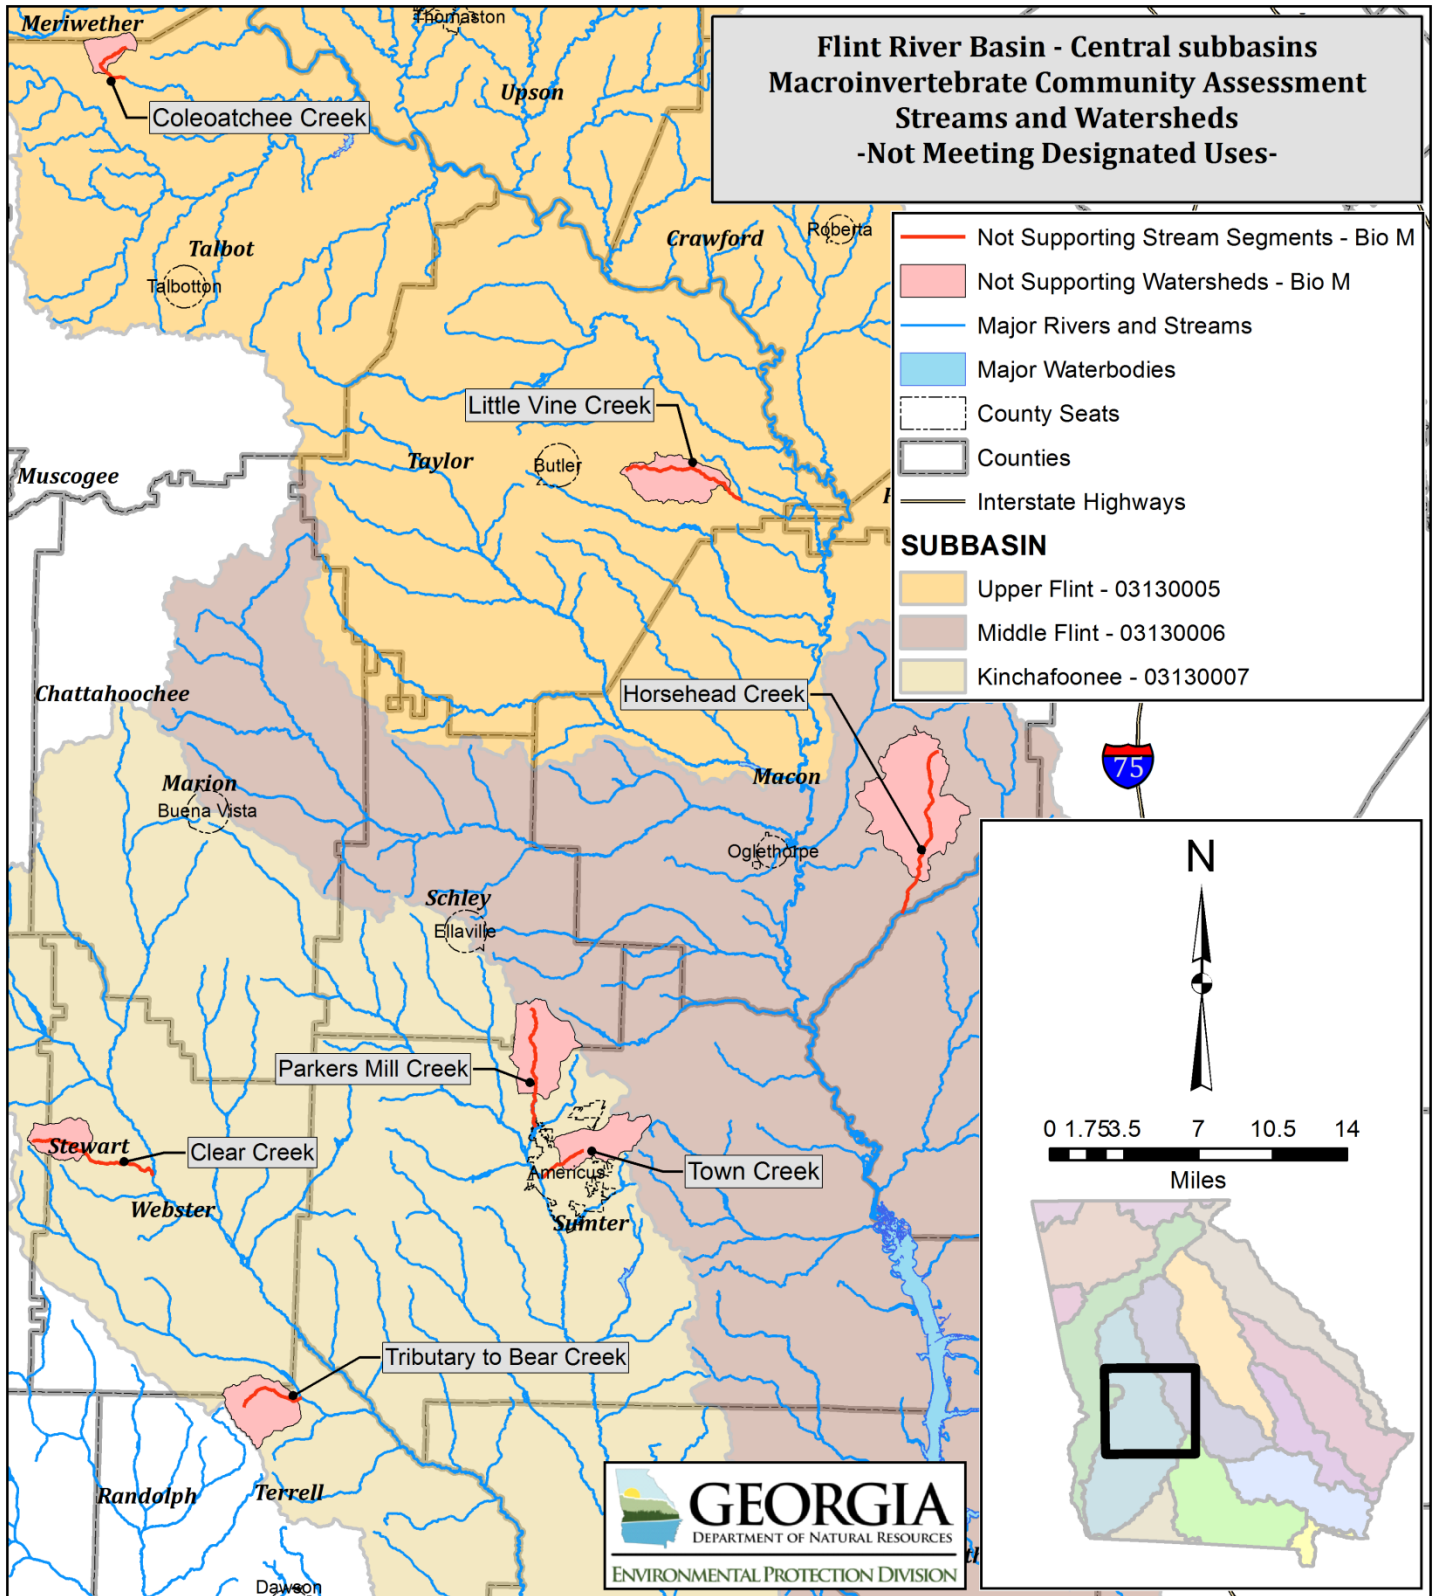 Flint River Basin - Central subbasins
Macroinvertebrate Community Assessment
Streams and Watersheds
-Not Meeting Designated Uses-
Not Supporting Stream Segments - Bio M
Not Supporting Watersheds - Bio M
Major Rivers and Streams
Major Waterbodies
County Seats
Counties
Interstate Highways
SUBBASIN
Upper Flint - 03130005
Middle Flint - 03130006
Kinchafoonee - 03130007
Meriwether
Thomaston
Upson
Coleoatchee Creek
Talbot
Talbotton
Crawford
Roberta
Little Vine Creek
Taylor
Butler
Muscogee
Chattahoochee
Horsehead Creek
Macon
75
Marion
Buena Vista
Oglethorpe
Schley
Ellaville
Parkers Mill Creek
Stewart
Clear Creek
Town Creek
Americus
Webster
Sumter
Tributary to Bear Creek
Randolph
Terrell
Dawson
N
0 1.75 3.5 7 10.5 14
Miles
GEORGIA
DEPARTMENT OF NATURAL RESOURCES
ENVIRONMENTAL PROTECTION DIVISION